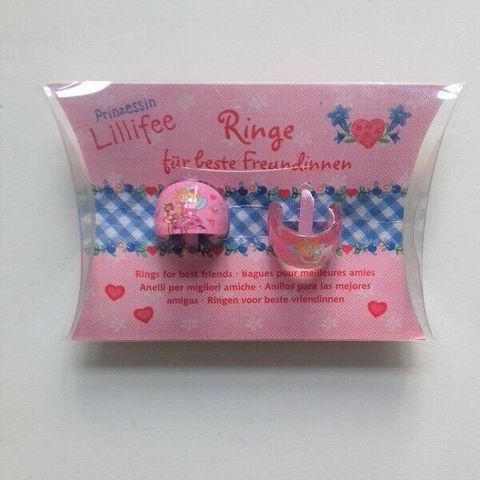 Prinzessin
Lillifee
Ringe
für beste Freundinnen
Rings for best friends · Bagues pour meilleures amies
Anelli per migliori amiche · Anillos para las mejores
amigas · Ringen voor beste vriendinnen